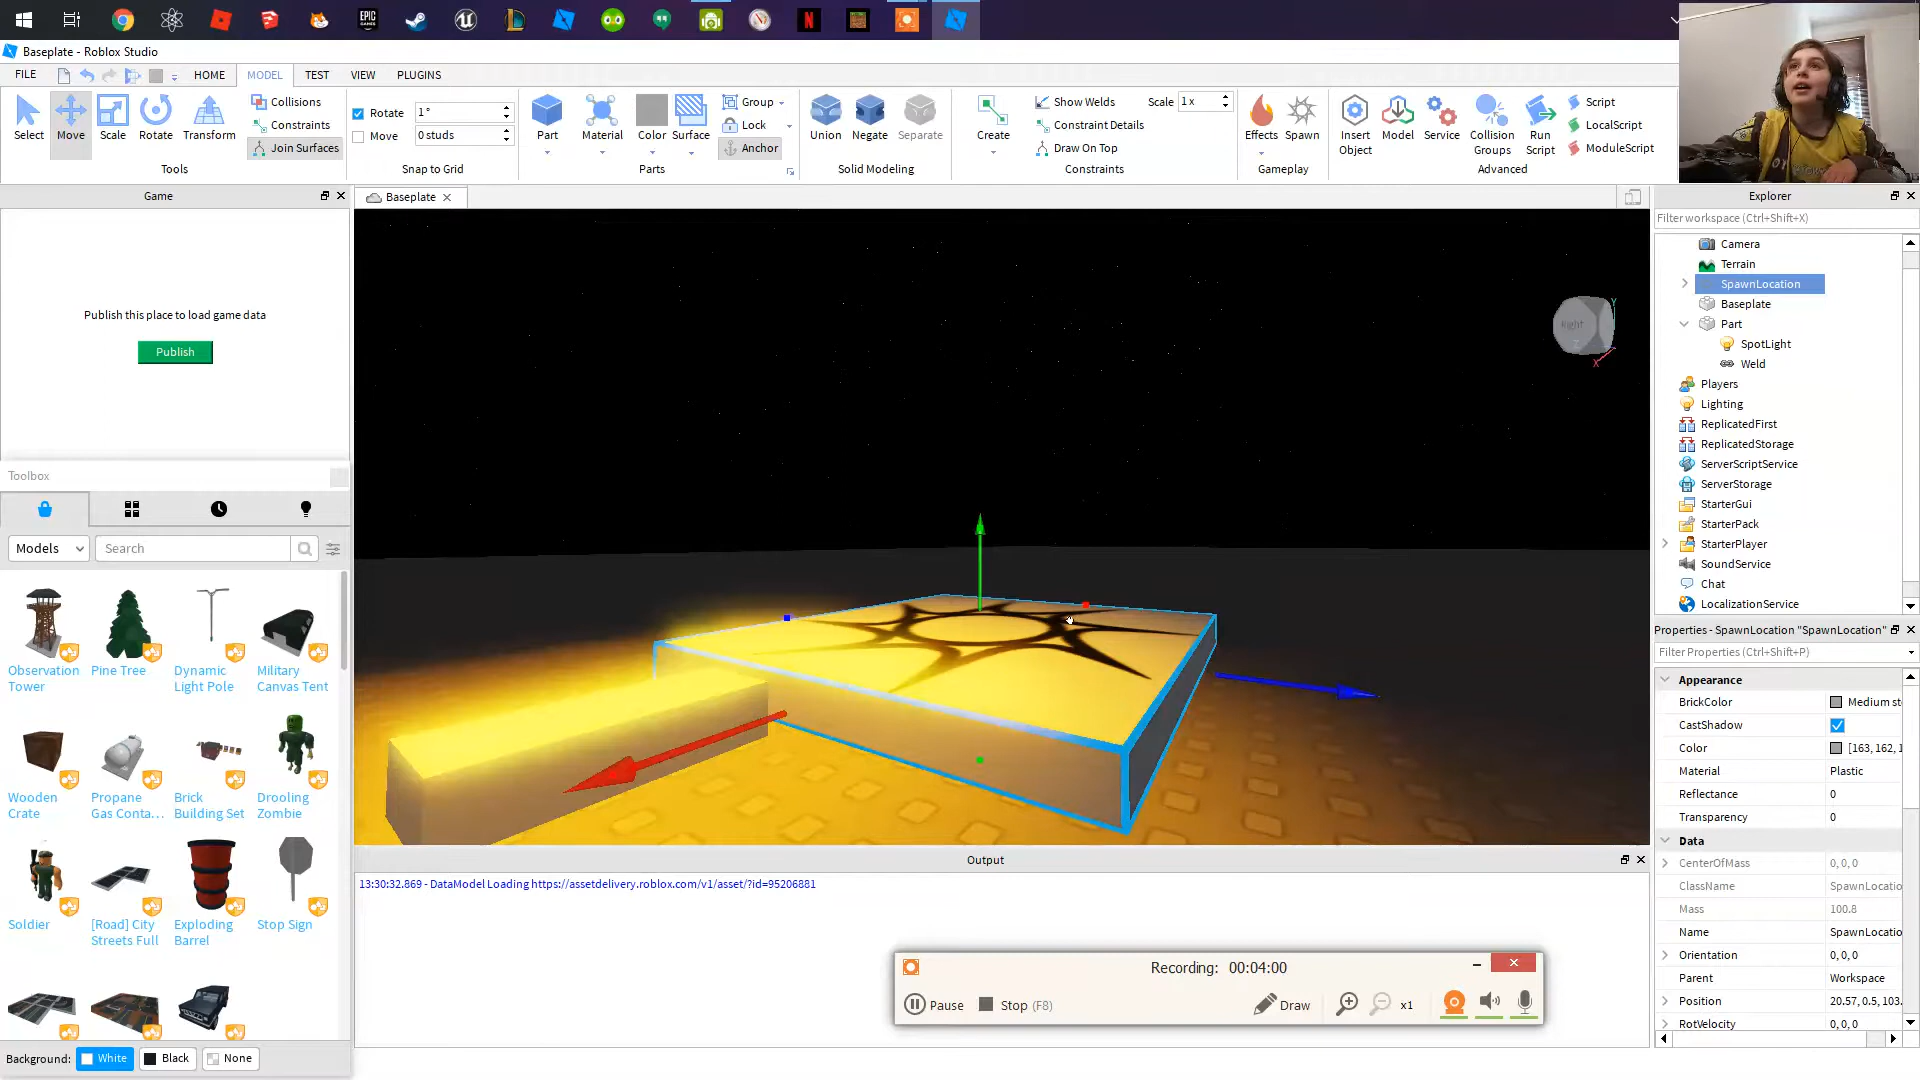 EPIC
GAMES
Baseplate - Roblox Studio
FILE
HOME
MODEL
TEST
VIEW
PLUGINS
Select
Move
Scale
Rotate
Transform
Collisions
Constraints
Join Surfaces
Tools
Rotate
1 °
Move
0 studs
Snap to Grid
Part
Material
Color
Surface
Group
Lock
Anchor
Parts
Union
Negate
Separate
Solid Modeling
Create
Show Welds
Scale 1 x
Constraint Details
Draw On Top
Constraints
Effects
Spawn
Gameplay
Insert
Object
Model
Service
Collision
Groups
Run
Script
Script
LocalScript
ModuleScript
Advanced
Game
Publish this place to load game data
Publish
Toolbox
Models
Search
Observation
Tower
Pine Tree
Dynamic
Light Pole
Military
Canvas Tent
Wooden
Crate
Propane
Gas Conta...
Brick
Building Set
Drooling
Zombie
Soldier
[Road] City
Streets Full
Exploding
Barrel
Stop Sign
Background:
White
Black
None
Baseplate
Right
Y
Z
X
Output
13:30:32.869 - DataModel Loading https://assetdelivery.roblox.com/v1/asset/?id=95206881
Recording: 00:04:00
Pause
Stop (F8)
Draw
x1
Explorer
Filter workspace (Ctrl+Shift+X)
Camera
Terrain
SpawnLocation
Baseplate
Part
SpotLight
Weld
Players
Lighting
ReplicatedFirst
ReplicatedStorage
ServerScriptService
ServerStorage
StarterGui
StarterPack
StarterPlayer
SoundService
Chat
LocalizationService
Properties - SpawnLocation "SpawnLocation"
Filter Properties (Ctrl+Shift+P)
Appearance
BrickColor Medium st
CastShadow
Color [163, 162, 1
Material Plastic
Reflectance 0
Transparency 0
Data
CenterOfMass 0, 0, 0
ClassName SpawnLocatio
Mass 100.8
Name SpawnLocatio
Orientation 0, 0, 0
Parent Workspace
Position 20.57, 0.5, 103.
RotVelocity 0, 0, 0